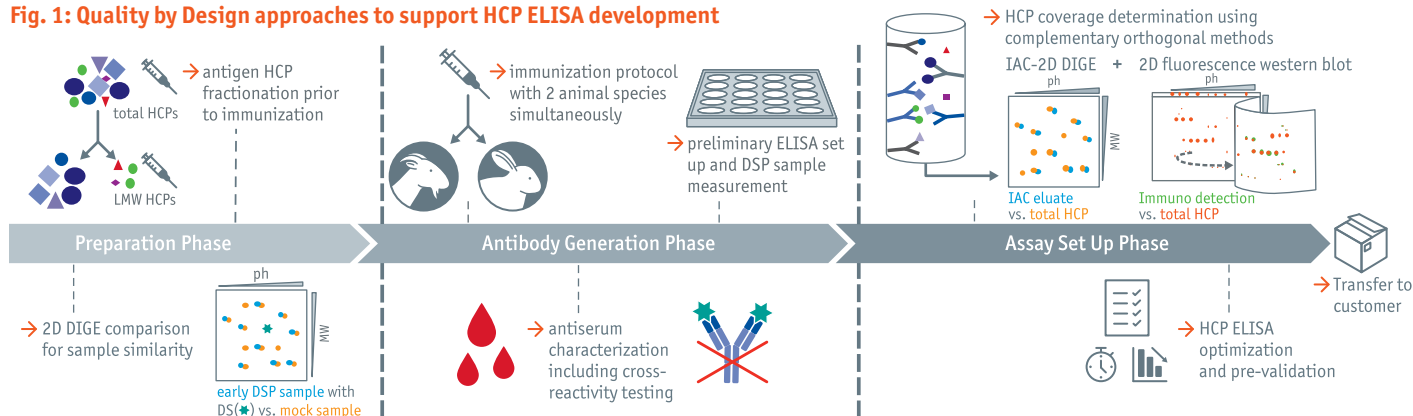 Fig. 1: Quality by Design approaches to support HCP ELISA development
total HCPs
LMW HCPs
antigen HCP
fractionation prior
to immunization
immunization protocol
with 2 animal species
simultaneously
preliminary ELISA set
up and DSP sample
measurement
HCP coverage determination using
complementary orthogonal methods
IAC-2D DIGE + 2D fluorescence western blot
ph
MW
IAC eluate
vs. total HCP
ph
MW
Immuno detection
vs. total HCP
Preparation Phase
Antibody Generation Phase
Assay Set Up Phase
2D DIGE comparison
for sample similarity
ph
MW
early DSP sample with
DS( ) vs. mock sample
antiserum
characterization
including cross-
reactivity testing
HCP ELISA
optimization
and pre-validation
Transfer to
customer